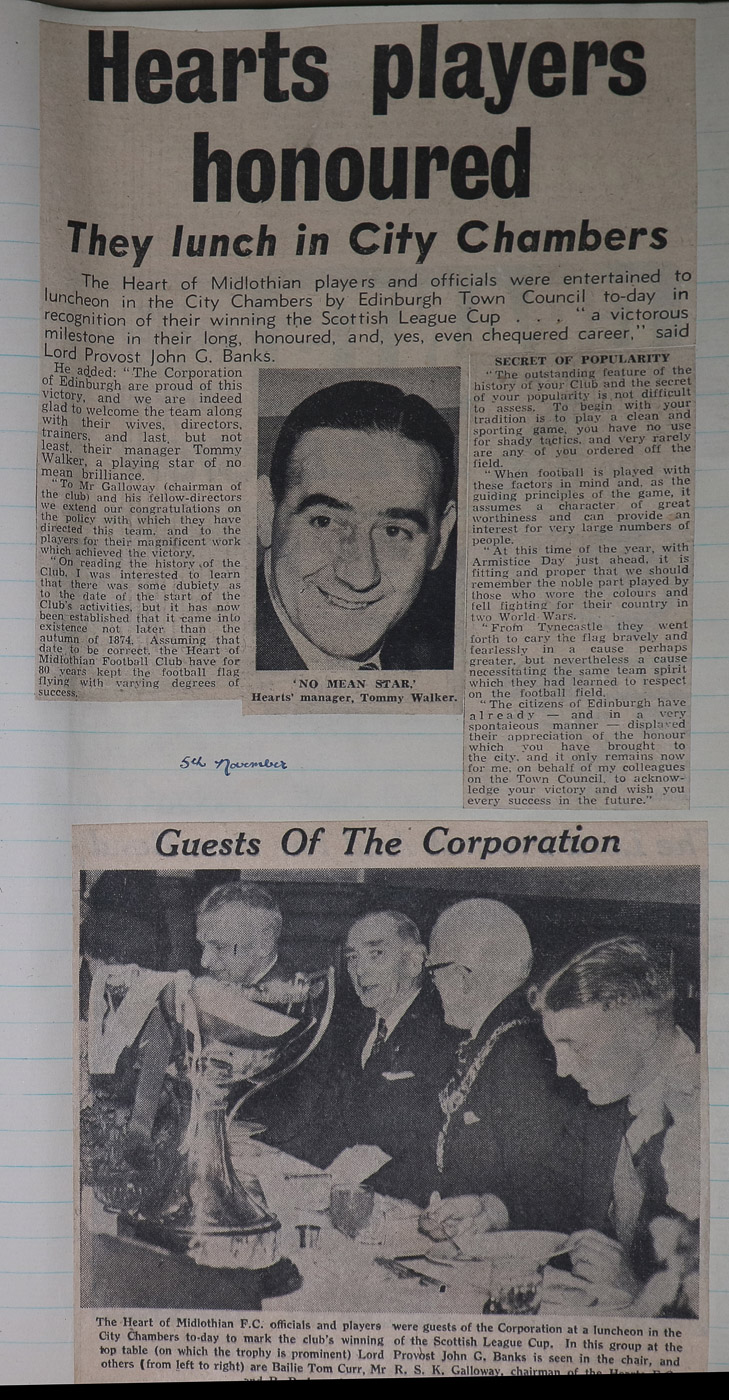 Hearts players
honoured
They lunch in City Chambers
The Heart of Midlothian players and officials were entertained to
luncheon in the City Chambers by Edinburgh Town Council to-day in
recognition of their winning the Scottish League Cup . . . "a victorous
milestone in their long, honoured, and, yes, even chequered career," said
Lord Provost John G. Banks.
He added: "The Corporation
of Edinburgh are proud of this
victory, and we are indeed
glad to welcome the team along
with their wives, directors,
trainers, and, last, but not
least, their manager Tommy
Walker, a playing star of no
mean brilliance.
"To Mr Galloway (chairman of
the club) and his fellow-directors
we extend our congratulations on
the policy with which they have
directed this team, and to the
players for their magnificent work
which achieved the victory.
"On reading the history of the
Club, I was interested to learn
that there was some dubiety as
to the date of the start of the
Club's activities, but it has now
been established that it came into
existence not later than the
autumn of 1874. Assuming that
date to be correct, the Heart of
Midlothian Football Club have for
80 years kept the football flag
flying with varying degrees of
success.
'NO MEAN STAR,'
Hearts' manager, Tommy Walker.
SECRET OF POPULARITY
"The outstanding feature of the
history of your Club and the secret
of your popularity is not difficult
to assess. To begin with your
tradition is to play a clean and
sporting game, you have no use
for shady tactics, and very rarely
are any of you ordered off the
field.
"When football is played with
these factors in mind and, as the
guiding principles of the game, it
assumes a character of great
worthiness and can provide an
interest for very large numbers of
people.
"At this time of the year, with
Armistice Day just ahead, it is
fitting and proper that we should
remember the noble part played by
those who wore the colours and
fell fighting for their country in
two World Wars.
"From Tynecastle they went
forth to cary the flag bravely and
fearlessly in a cause perhaps
greater, but nevertheless a cause
necessitating the same team spirit
which they had learned to respect
on the football field.
"The citizens of Edinburgh have
already — and in a very
spontaieous manner — displayed
their appreciation of the honour
which you have brought to
the city, and it only remains now
for me, on behalf of my colleagues
on the Town Council, to acknow-
ledge your victory and wish you
every success in the future."
5th November
Guests Of The Corporation
The Heart of Midlothian F.C. officials and players
City Chambers to-day to mark the club's winning
top table (on which the trophy is prominent) Lord
others (from left to right) are Bailie Tom Curr, Mr
were guests of the Corporation at a luncheon in the
of the Scottish League Cup. In this group at the
Provost John G. Banks is seen in the chair, and
R. S. K. Galloway, chairman of the Hearts F.C.